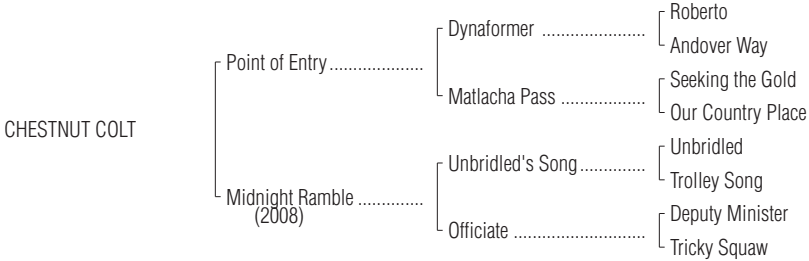 Roberto
Dynaformer ......................
Andover Way
Point of Entry....................
Seeking the Gold
Matlacha Pass ..................
Our Country Place
CHESTNUT COLT
Unbridled
Unbridled's Song..............
Trolley Song
Midnight Ramble ..............
(2008)
Deputy Minister
Officiate ............................
Tricky Squaw